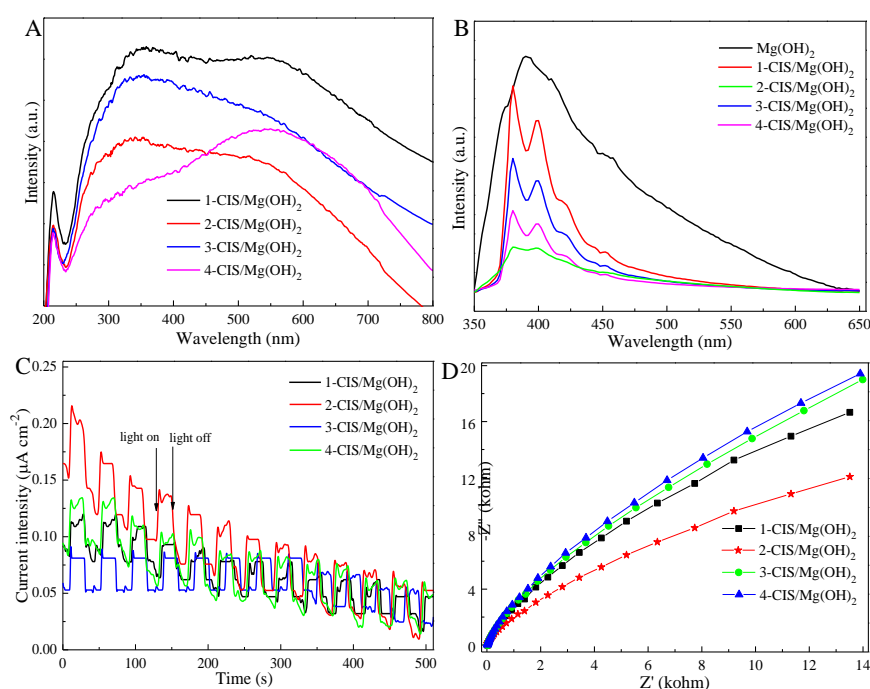 A
Intensity (a.u.)
1-CIS/Mg(OH)2
2-CIS/Mg(OH)2
3-CIS/Mg(OH)2
4-CIS/Mg(OH)2
200 300 400 500 600 700 800
Wavelength (nm)
B
Intensity (a.u.)
Mg(OH)2
1-CIS/Mg(OH)2
2-CIS/Mg(OH)2
3-CIS/Mg(OH)2
4-CIS/Mg(OH)2
350 400 450 500 550 600 650
Wavelength (nm)
C
Current intensity (μA cm-2)
0.25
0.20
0.15
0.10
0.05
0.00
1-CIS/Mg(OH)2
2-CIS/Mg(OH)2
3-CIS/Mg(OH)2
4-CIS/Mg(OH)2
light on light off
0 100 200 300 400 500
Time (s)
D
-Z'' (kohm)
20
16
12
8
4
0
1-CIS/Mg(OH)2
2-CIS/Mg(OH)2
3-CIS/Mg(OH)2
4-CIS/Mg(OH)2
0 2 4 6 8 10 12 14
Z' (kohm)